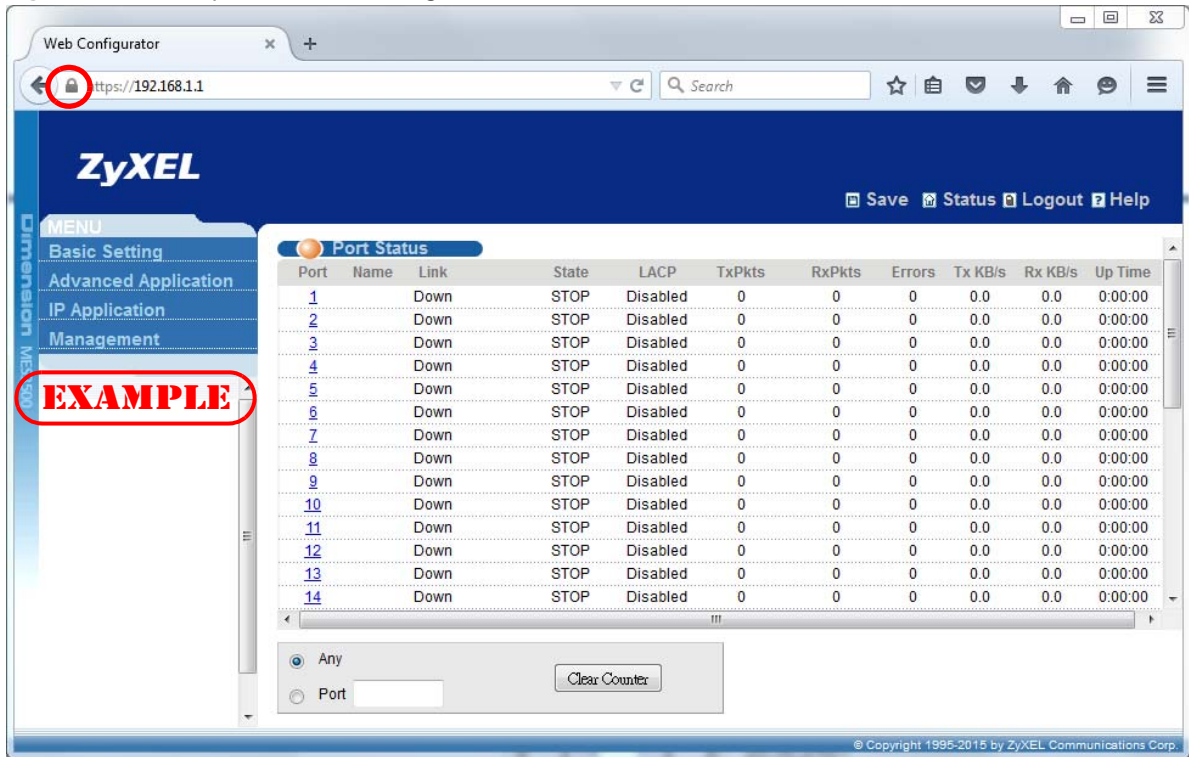 Web Configurator
https://192.168.1.1
Search
ZyXEL
Save Status Logout Help
Dimension MES3500
MENU
Basic Setting
Advanced Application
IP Application
Management
EXAMPLE
Port Status
Port Name Link State LACP TxPkts RxPkts Errors Tx KB/s Rx KB/s Up Time
1 Down STOP Disabled 0 0 0 0.0 0.0 0:00:00
2 Down STOP Disabled 0 0 0 0.0 0.0 0:00:00
3 Down STOP Disabled 0 0 0 0.0 0.0 0:00:00
4 Down STOP Disabled 0 0 0 0.0 0.0 0:00:00
5 Down STOP Disabled 0 0 0 0.0 0.0 0:00:00
6 Down STOP Disabled 0 0 0 0.0 0.0 0:00:00
7 Down STOP Disabled 0 0 0 0.0 0.0 0:00:00
8 Down STOP Disabled 0 0 0 0.0 0.0 0:00:00
9 Down STOP Disabled 0 0 0 0.0 0.0 0:00:00
10 Down STOP Disabled 0 0 0 0.0 0.0 0:00:00
11 Down STOP Disabled 0 0 0 0.0 0.0 0:00:00
12 Down STOP Disabled 0 0 0 0.0 0.0 0:00:00
13 Down STOP Disabled 0 0 0 0.0 0.0 0:00:00
14 Down STOP Disabled 0 0 0 0.0 0.0 0:00:00
Any
Port
Clear Counter
© Copyright 1995-2015 by ZyXEL Communications Corp.